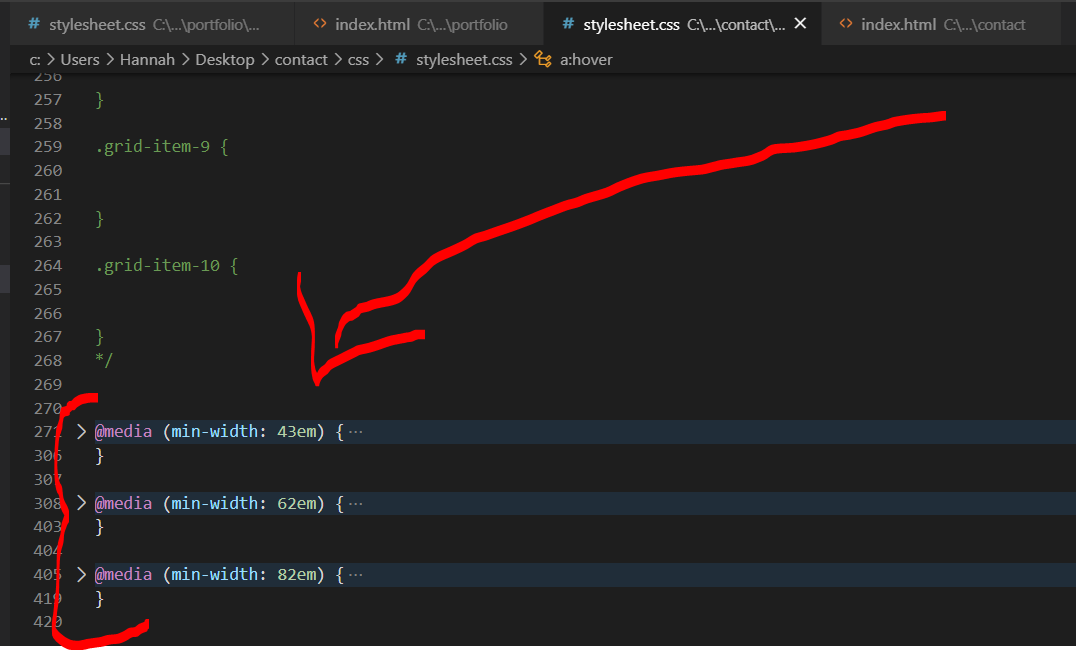 # stylesheet.css C:\...\portfolio\... <> index.html C:\...\portfolio # stylesheet.css C:\...\contact\... × <> index.html C:\...\contact
c: > Users > Hannah > Desktop > contact > css > # stylesheet.css > a:hover
256
257 }
258
259 .grid-item-9 {
260
261
262 }
263
264 .grid-item-10 {
265
266
267 }
268 */
269
270
271 > @media (min-width: 43em) { ...
306 }
307
308 > @media (min-width: 62em) { ...
403 }
404
405 > @media (min-width: 82em) { ...
419 }
420